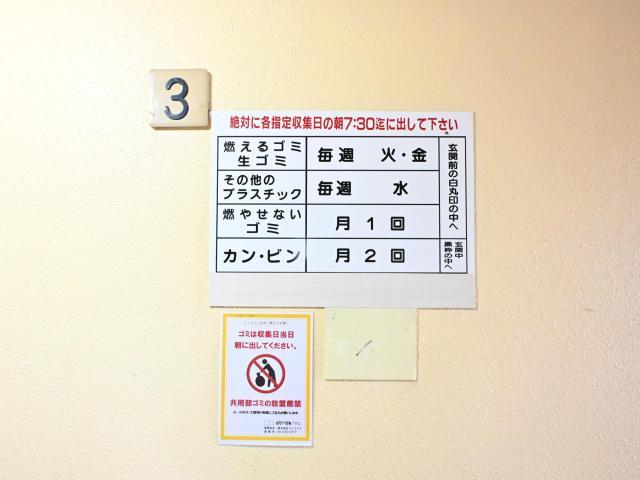 3
絶対に各指定収集日の朝7:30迄に出して下さい
燃えるゴミ
生ゴミ
毎週 火・金
その他の
プラスチック
毎週 水
燃やせない
ゴミ
月1回
カン・ビン
月2回
玄関前の白丸印の中へ
玄関中
黒枠の中へ
ゴミは収集日当日
朝に出してください。
共用部ゴミの放置厳禁
stride inc.